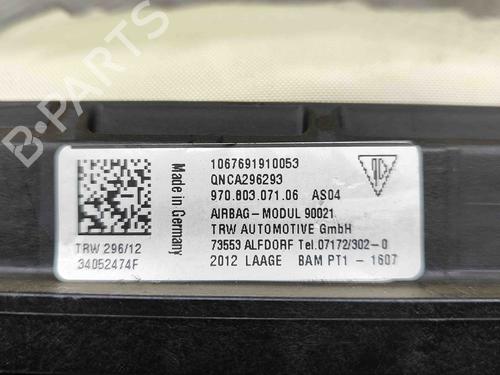 B-PARTS
Made in Germany
1067691910053
QNCA296293
970.803.071.06 AS04
AIRBAG-MODUL 90021
TRW AUTOMOTIVE GmbH
73553 ALFDORF Tel.07172/302-0
2012 LAAGE BAM PT1 - 1607
TRW 296/12
34052474F